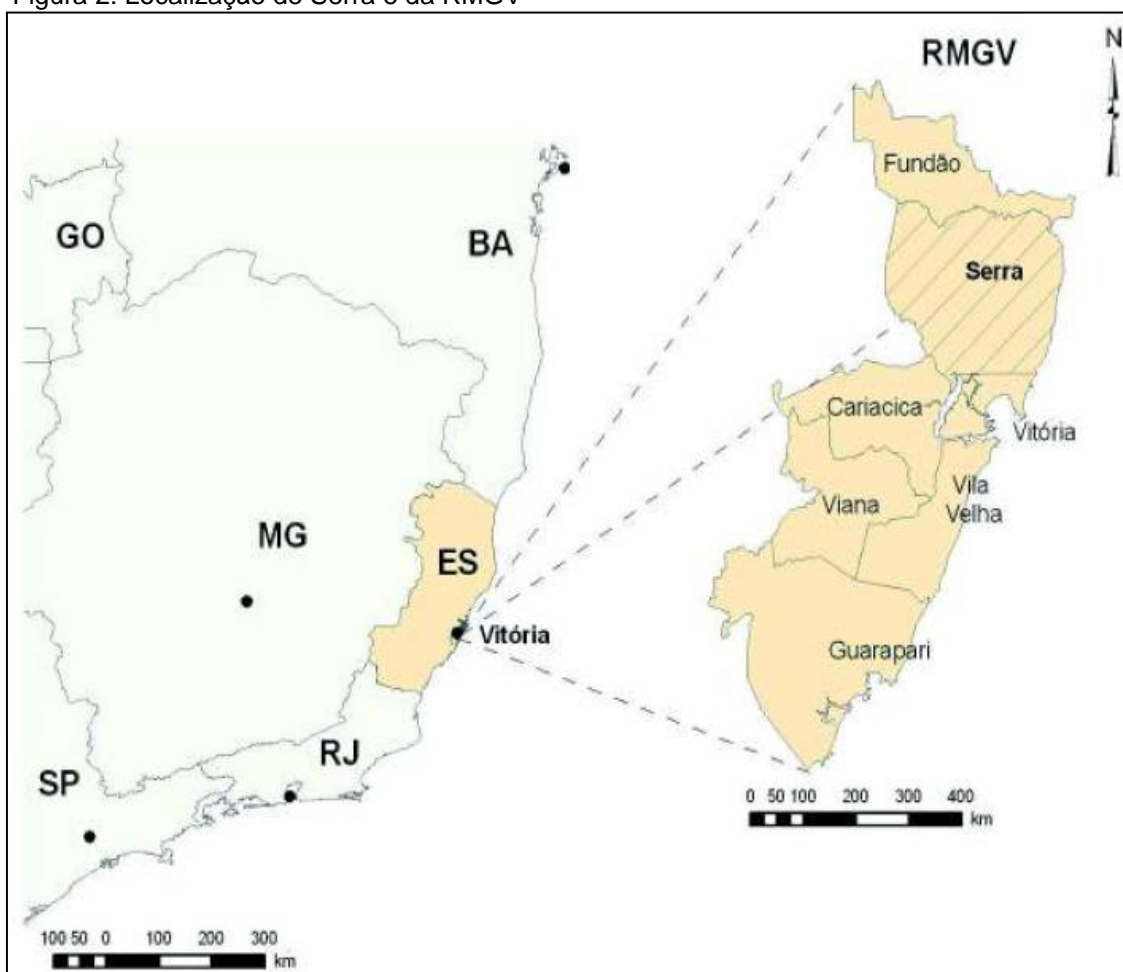 Figura 2: Localização de Serra e da RMGV
RMGV
N
Fundão
GO
BA
Serra
Cariacica
Vitória
Vila
Velha
Viana
MG
ES
Vitória
Guarapari
RJ
SP
0 50 100 200 300 400
km
100 50 0 100 200 300
km